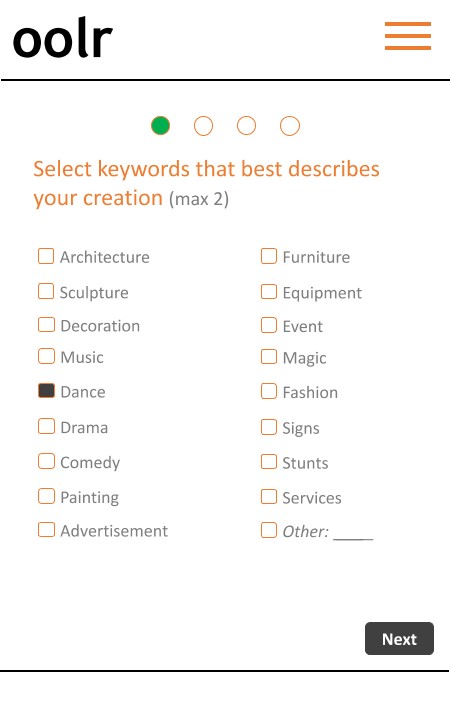 oolr
Select keywords that best describes
your creation (max 2)
Architecture
Sculpture
Decoration
Music
Dance
Drama
Comedy
Painting
Advertisement
Furniture
Equipment
Event
Magic
Fashion
Signs
Stunts
Services
Other: ____
Next